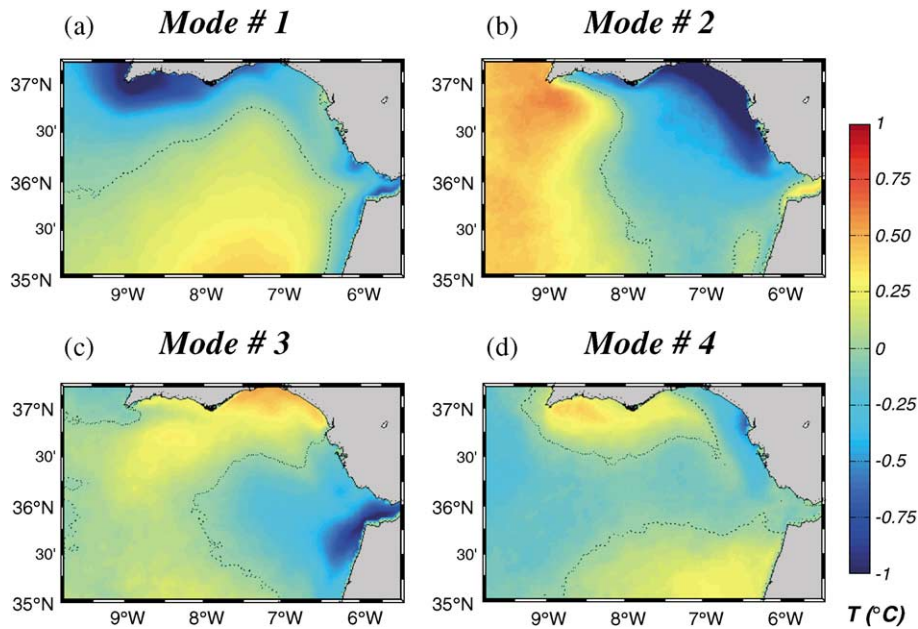 (a) Mode # 1
37°N
30'
36°N
30'
35°N
9°W 8°W 7°W 6°W
(b) Mode # 2
37°N
30'
36°N
30'
35°N
9°W 8°W 7°W 6°W
(c) Mode # 3
37°N
30'
36°N
30'
35°N
9°W 8°W 7°W 6°W
(d) Mode # 4
37°N
30'
36°N
30'
35°N
9°W 8°W 7°W 6°W
1
0.75
0.50
0.25
0
-0.25
-0.50
-0.75
-1
T (°C)